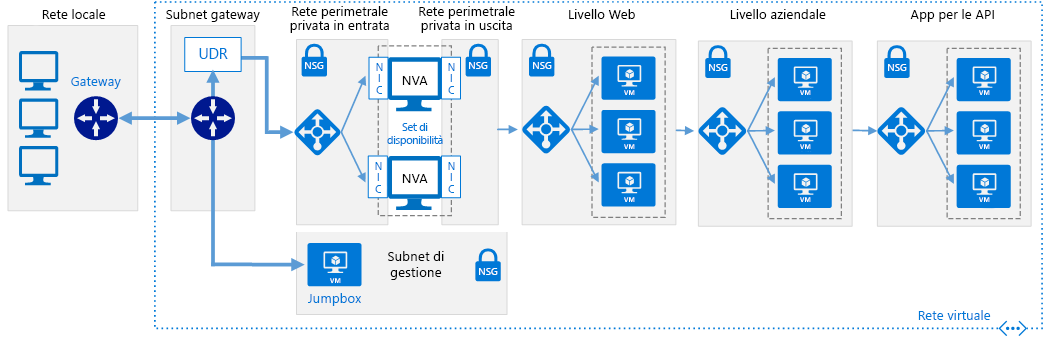 Rete locale
Gateway
Subnet gateway
UDR
Rete perimetrale
privata in entrata
NSG
NIC
NVA
NIC
Set di
disponibilità
NIC
NVA
NIC
Rete perimetrale
privata in uscita
NSG
Livello Web
NSG
VM
VM
VM
Livello aziendale
NSG
VM
VM
VM
App per le API
NSG
VM
VM
VM
VM
Jumpbox
Subnet di
gestione
NSG
Rete virtuale